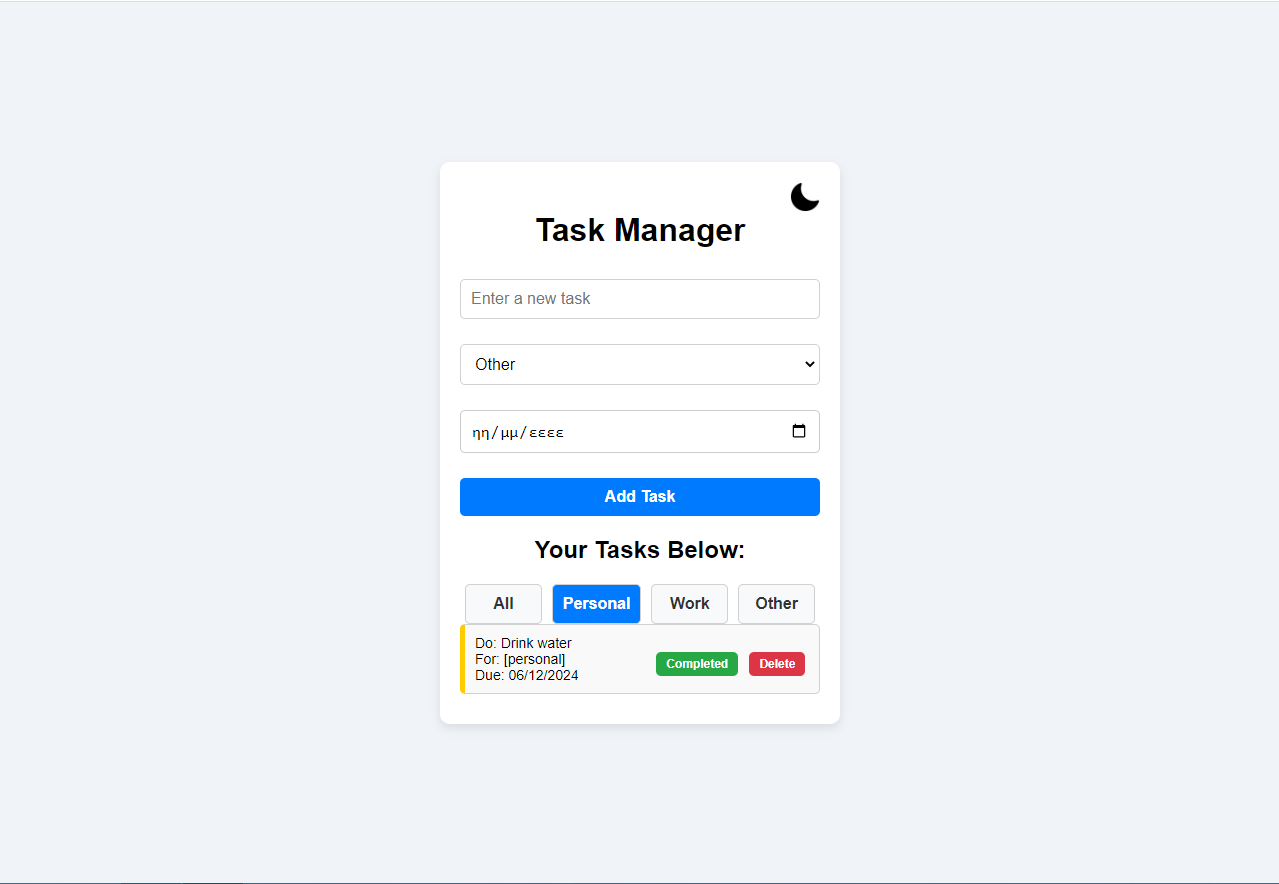 Task Manager
Enter a new task
Other
ηη/μμ/εεεε
Add Task
Your Tasks Below:
All Personal Work Other
Do: Drink water
For: [personal]
Due: 06/12/2024
Completed Delete